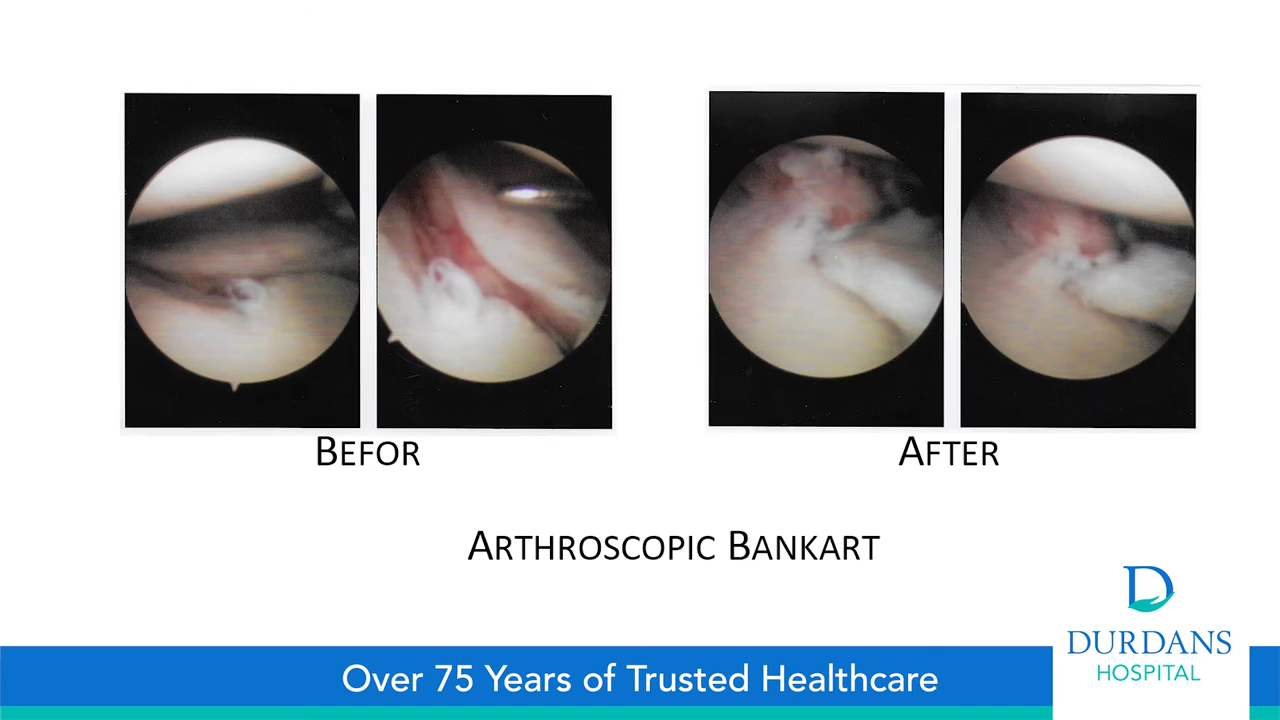 BEFOR
AFTER
ARTHROSCOPIC BANKART
Over 75 Years of Trusted Healthcare
DURDANS
HOSPITAL